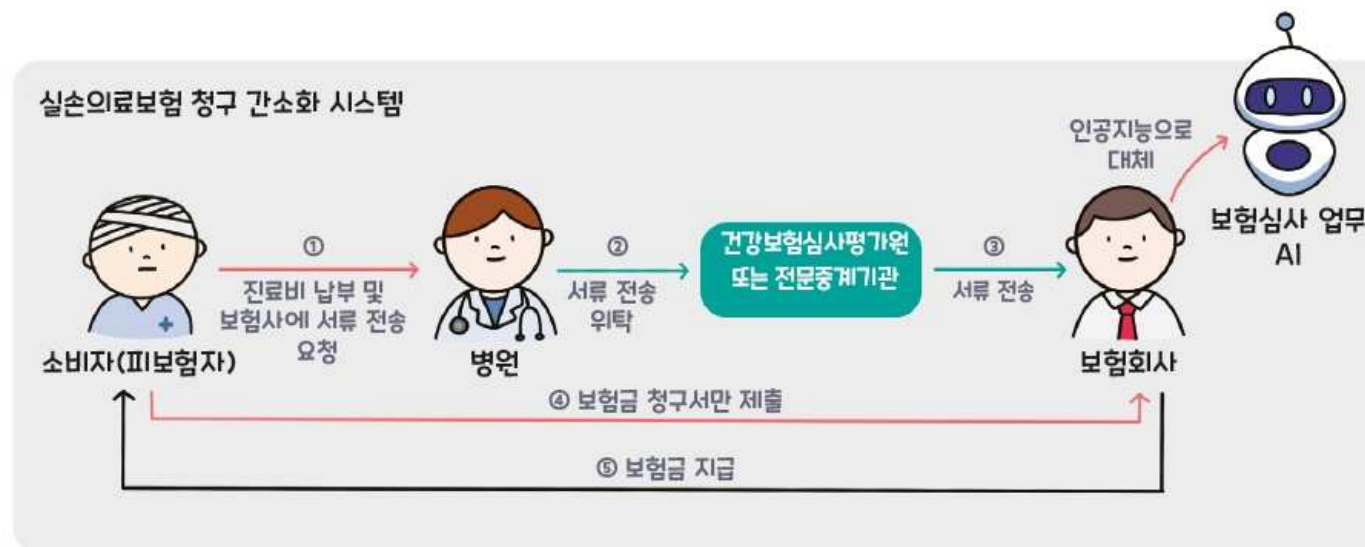 실손의료보험 청구 간소화 시스템
인공지능으로
대체
보험심사 업무
AI
①
진료비 납부 및
보험사에 서류 전송
요청
②
서류 전송
위탁
건강보험심사평가원
또는 전문중계기관
③
서류 전송
소비자(피보험자)
병원
보험회사
④ 보험금 청구서만 제출
⑤ 보험금 지급